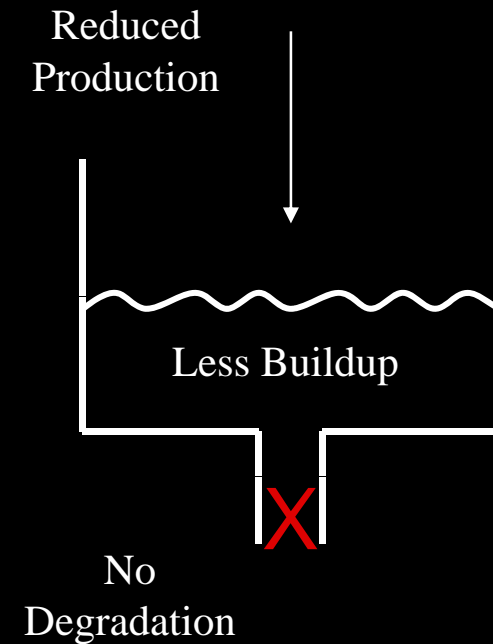 Reduced
Production
Less Buildup
X
No
Degradation